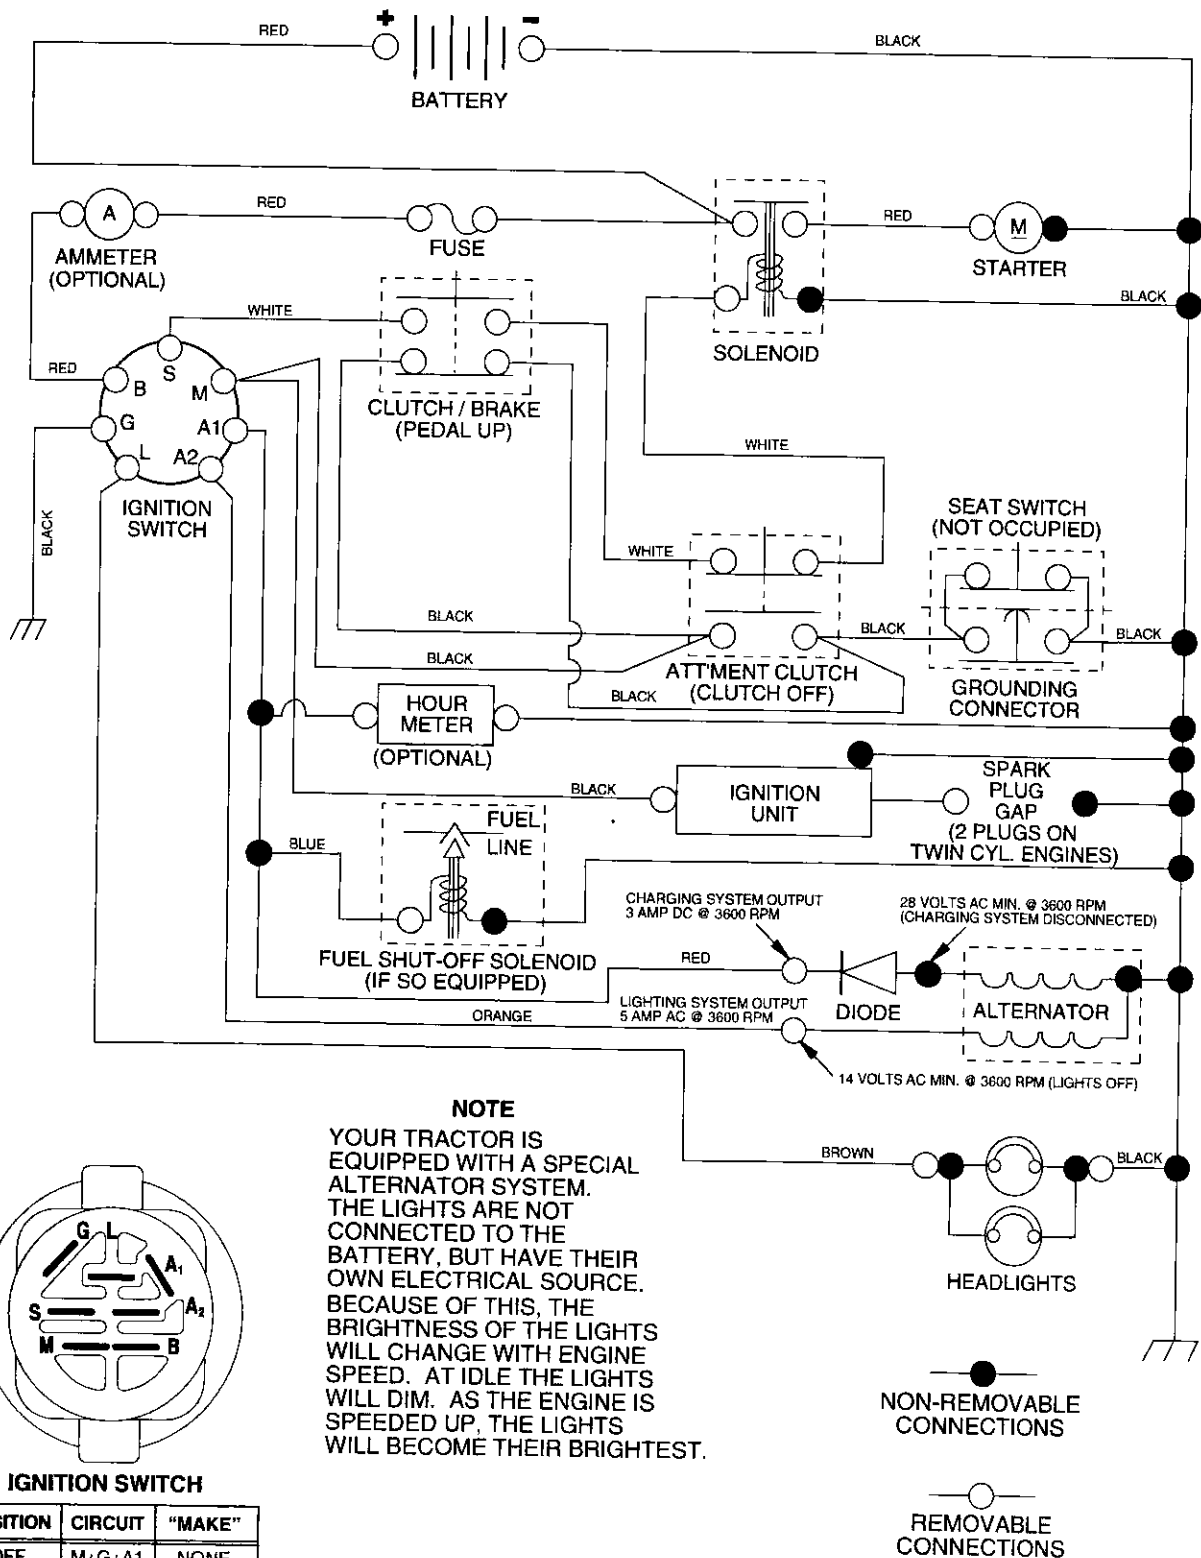 + -
RED
BLACK
BATTERY
RED
A
AMMETER
(OPTIONAL)
FUSE
RED
M
STARTER
BLACK
SOLENOID
WHITE
CLUTCH / BRAKE
(PEDAL UP)
RED
S
B
M
G
A1
L
A2
IGNITION
SWITCH
BLACK
WHITE
SEAT SWITCH
(NOT OCCUPIED)
WHITE
BLACK
BLACK
BLACK
BLACK
BLACK
ATT'MENT CLUTCH
(CLUTCH OFF)
GROUNDING
CONNECTOR
HOUR
METER
(OPTIONAL)
BLACK
IGNITION
UNIT
SPARK
PLUG
GAP
(2 PLUGS ON
TWIN CYL. ENGINES)
BLUE
FUEL
LINE
FUEL SHUT-OFF SOLENOID
(IF SO EQUIPPED)
CHARGING SYSTEM OUTPUT
3 AMP DC @ 3600 RPM
28 VOLTS AC MIN. @ 3600 RPM
(CHARGING SYSTEM DISCONNECTED)
RED
DIODE
ALTERNATOR
ORANGE
LIGHTING SYSTEM OUTPUT
5 AMP AC @ 3600 RPM
14 VOLTS AC MIN. @ 3600 RPM (LIGHTS OFF)
BROWN
BLACK
HEADLIGHTS
NOTE
YOUR TRACTOR IS
EQUIPPED WITH A SPECIAL
ALTERNATOR SYSTEM.
THE LIGHTS ARE NOT
CONNECTED TO THE
BATTERY, BUT HAVE THEIR
OWN ELECTRICAL SOURCE.
BECAUSE OF THIS, THE
BRIGHTNESS OF THE LIGHTS
WILL CHANGE WITH ENGINE
SPEED. AT IDLE THE LIGHTS
WILL DIM. AS THE ENGINE IS
SPEEDED UP, THE LIGHTS
WILL BECOME THEIR BRIGHTEST.
G L
A₁
A₂
S
M B
IGNITION SWITCH
SITION CIRCUIT "MAKE"
NON-REMOVABLE
CONNECTIONS
REMOVABLE
CONNECTIONS